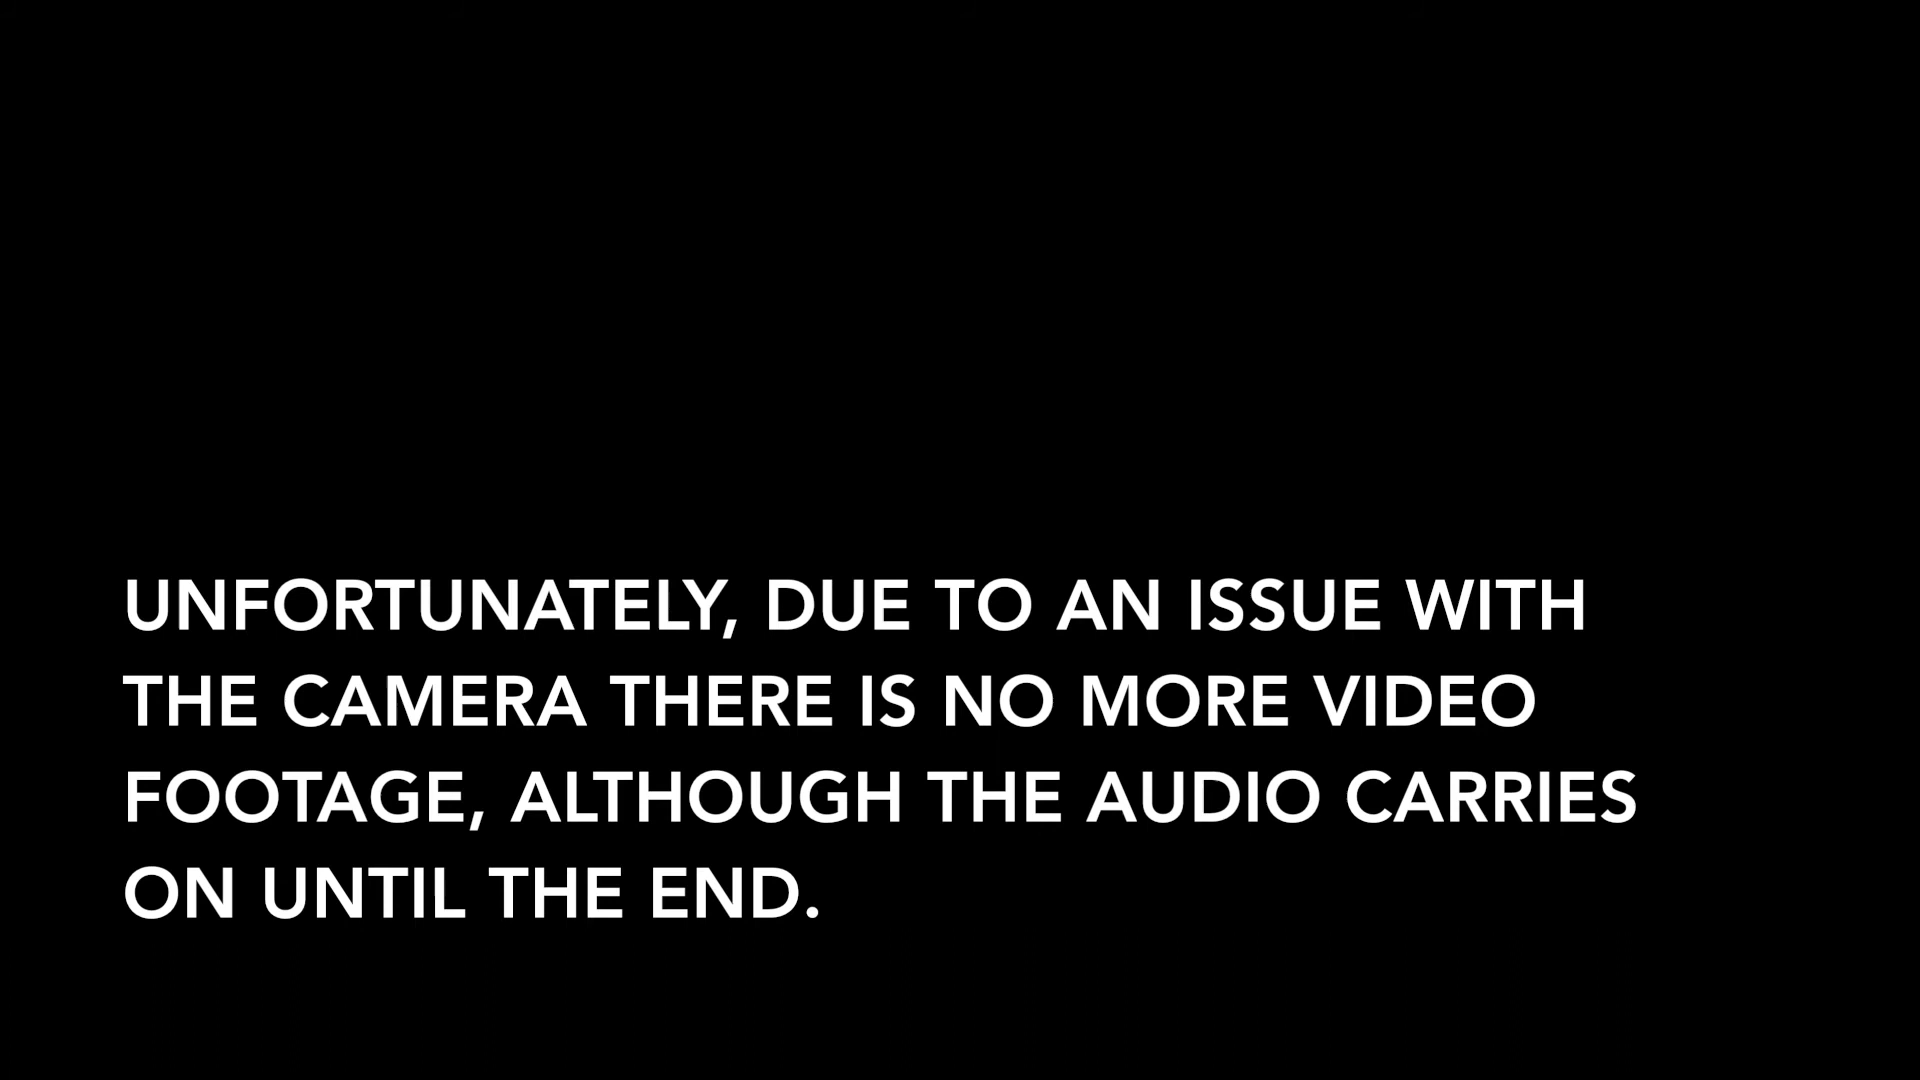 UNFORTUNATELY, DUE TO AN ISSUE WITH
THE CAMERA THERE IS NO MORE VIDEO
FOOTAGE, ALTHOUGH THE AUDIO CARRIES
ON UNTIL THE END.